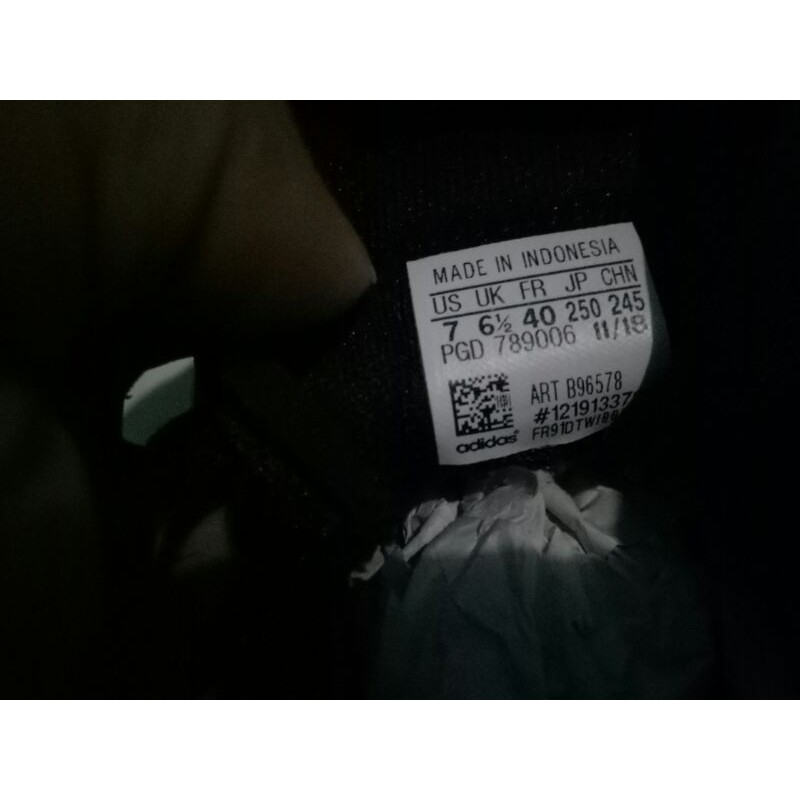 MADE IN INDONESIA
US UK FR JP CHN
7 6½ 40 250 245
PGD 789006 11/18
ART B96578
#12191337
adidas